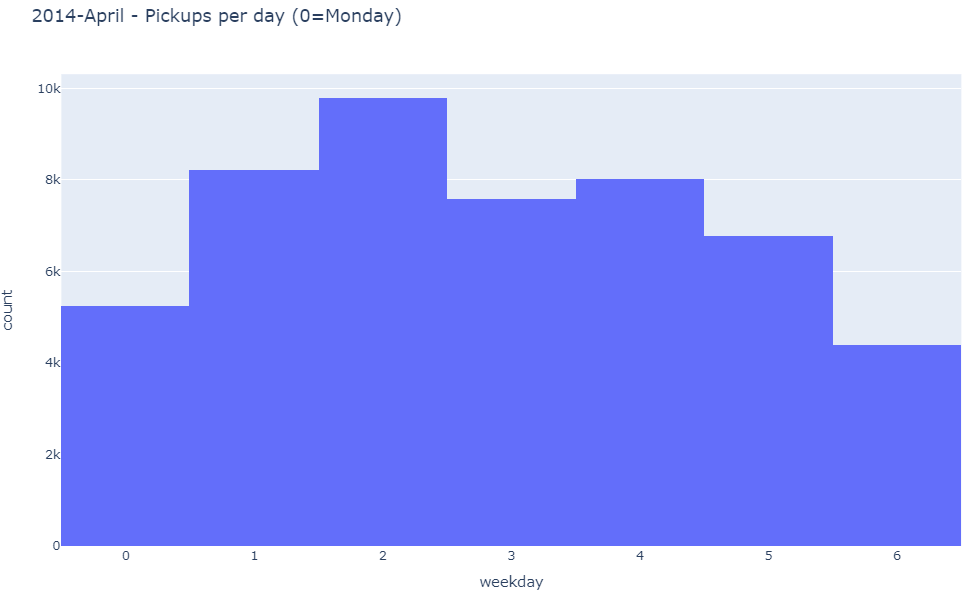 2014-April - Pickups per day (0=Monday)
10k
8k
6k
4k
2k
0
count
0 1 2 3 4 5 6
weekday